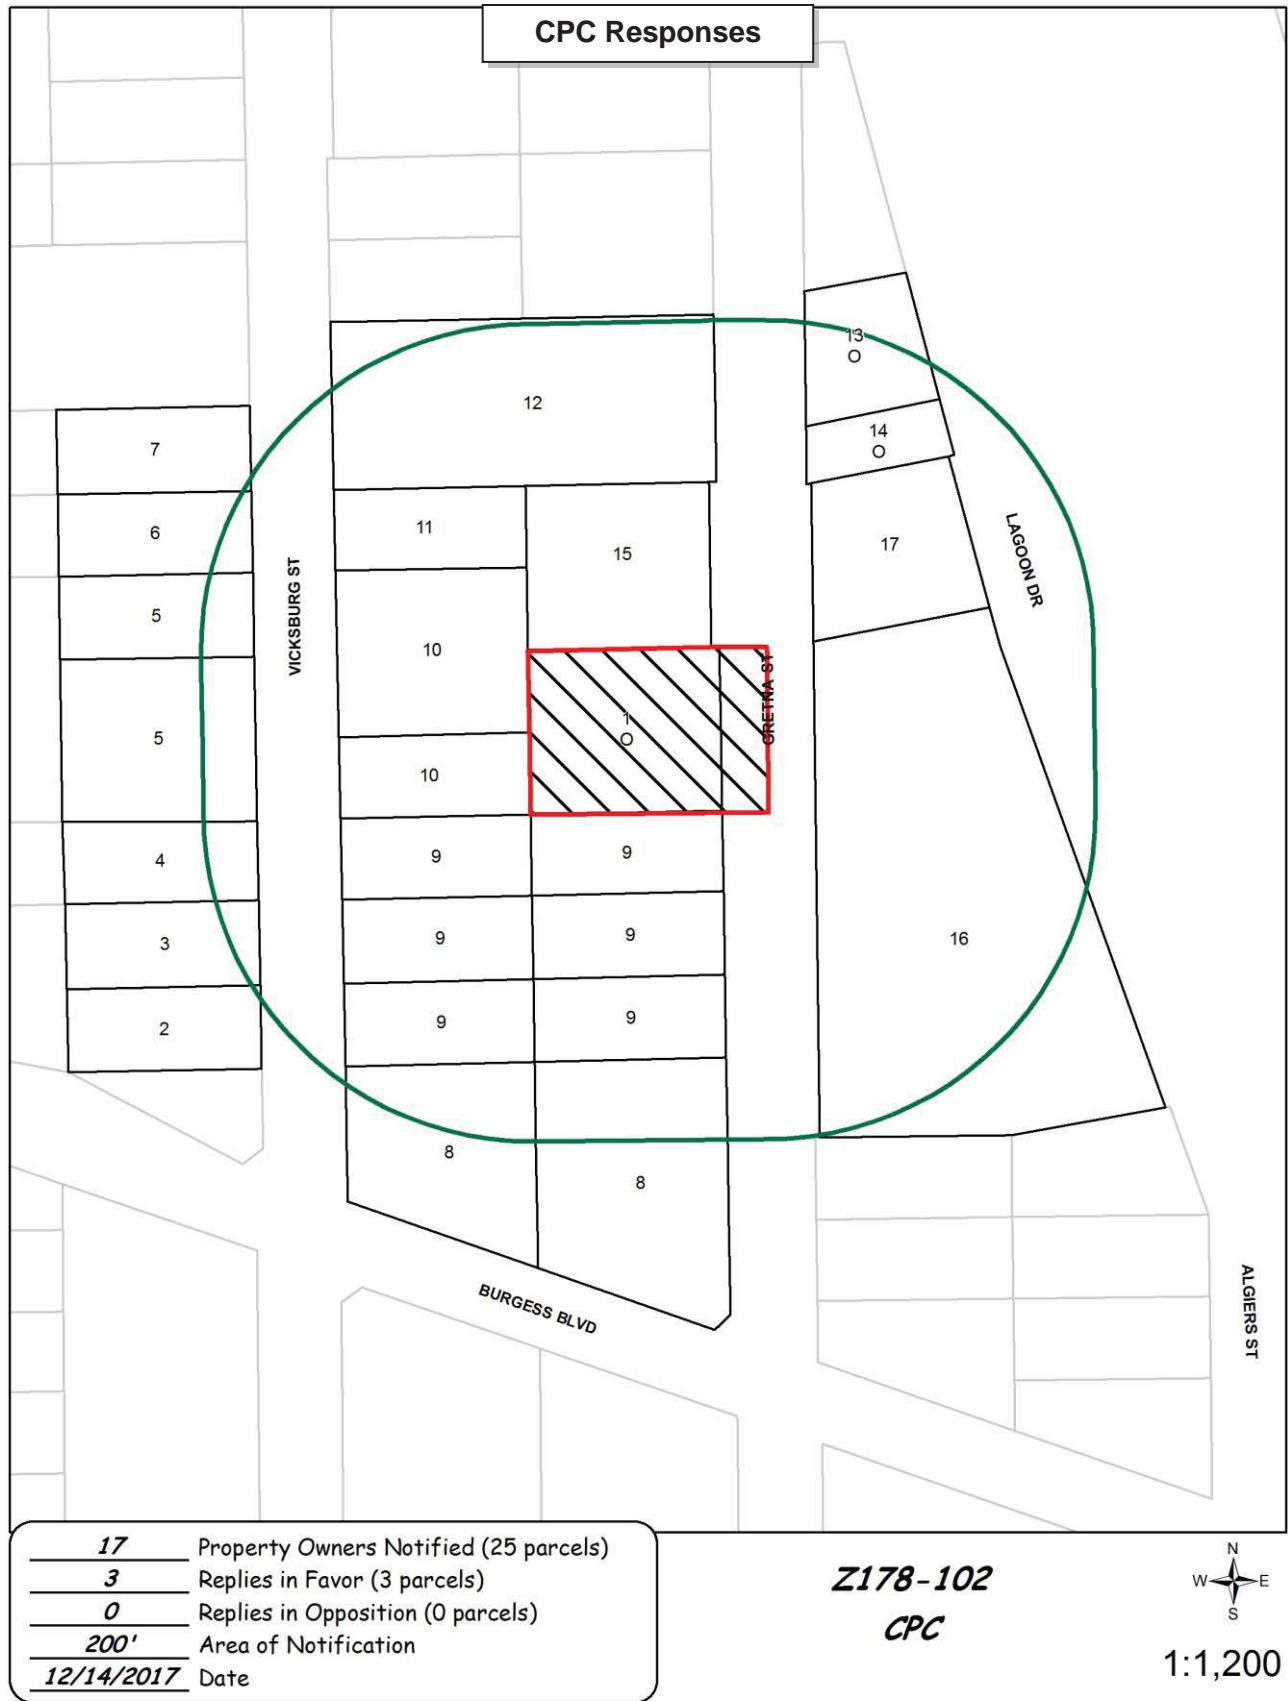 CPC Responses
13
O
12
14
O
7
11
6
15
17
LAGOON DR
VICKSBURG ST
5
10
GRETNA ST
1
O
5
10
4
9
9
3
9
9
16
2
9
9
8
8
BURGESS BLVD
ALGIERS ST
17 Property Owners Notified (25 parcels)
3 Replies in Favor (3 parcels)
0 Replies in Opposition (0 parcels)
200' Area of Notification
12/14/2017 Date
Z178-102
CPC
N
W E
S
1:1,200